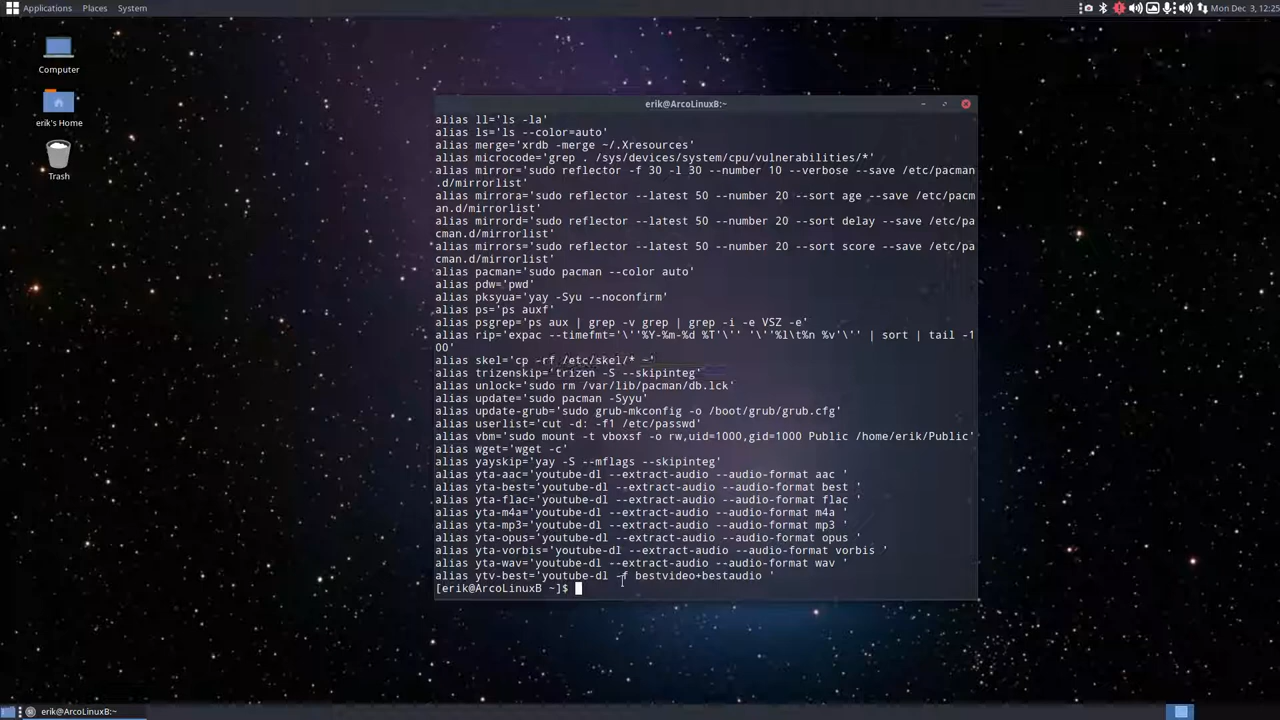 Applications Places System
Mon Dec 3, 12:25
Computer
erik's Home
Trash
erik@ArcoLinuxB:~
alias ll='ls -la'
alias ls='ls --color=auto'
alias merge='xrdb -merge ~/.Xresources'
alias microcode='grep . /sys/devices/system/cpu/vulnerabilities/*'
alias mirror='sudo reflector -f 30 -l 30 --number 10 --verbose --save /etc/pacman
.d/mirrorlist'
alias mirrora='sudo reflector --latest 50 --number 20 --sort age --save /etc/pacm
an.d/mirrorlist'
alias mirrord='sudo reflector --latest 50 --number 20 --sort delay --save /etc/pa
cman.d/mirrorlist'
alias mirrors='sudo reflector --latest 50 --number 20 --sort score --save /etc/pa
cman.d/mirrorlist'
alias pacman='sudo pacman --color auto'
alias pdw='pwd'
alias pksyua='yay -Syu --noconfirm'
alias ps='ps auxf'
alias psgrep='ps aux | grep -v grep | grep -i -e VSZ -e'
alias rip='expac --timefmt='\''%Y-%m-%d %T'\'' '\''%l\t%n %v'\'' | sort | tail -1
00'
alias skel='cp -rf /etc/skel/* ~'
alias trizenskip='trizen -S --skipinteg'
alias unlock='sudo rm /var/lib/pacman/db.lck'
alias update='sudo pacman -Syyu'
alias update-grub='sudo grub-mkconfig -o /boot/grub/grub.cfg'
alias userlist='cut -d: -f1 /etc/passwd'
alias vbm='sudo mount -t vboxsf -o rw,uid=1000,gid=1000 Public /home/erik/Public'
alias wget='wget -c'
alias yayskip='yay -S --mflags --skipinteg'
alias yta-aac='youtube-dl --extract-audio --audio-format aac '
alias yta-best='youtube-dl --extract-audio --audio-format best '
alias yta-flac='youtube-dl --extract-audio --audio-format flac '
alias yta-m4a='youtube-dl --extract-audio --audio-format m4a '
alias yta-mp3='youtube-dl --extract-audio --audio-format mp3 '
alias yta-opus='youtube-dl --extract-audio --audio-format opus '
alias yta-vorbis='youtube-dl --extract-audio --audio-format vorbis '
alias yta-wav='youtube-dl --extract-audio --audio-format wav '
alias ytv-best='youtube-dl -f bestvideo+bestaudio '
[erik@ArcoLinuxB ~]$
erik@ArcoLinuxB:~